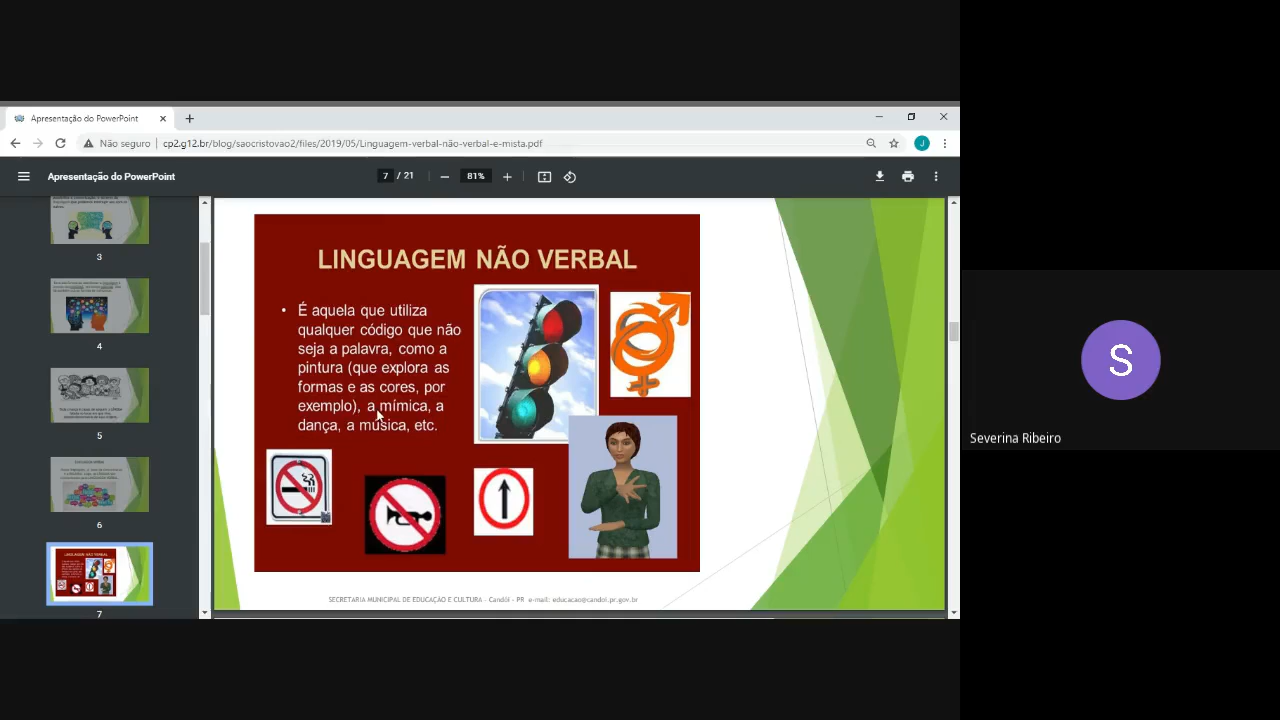 Apresentação do PowerPoint
Não seguro
cp2.g12.br/blog/saocristovao2/files/2019/05/Linguagem-verbal-não-verbal-e-mista.pdf
J
Apresentação do PowerPoint
7 / 21
81%
3
4
5
6
7
LINGUAGEM NÃO VERBAL
• É aquela que utiliza
qualquer código que não
seja a palavra, como a
pintura (que explora as
formas e as cores, por
exemplo), a mímica, a
dança, a música, etc.
SECRETARIA MUNICIPAL DE EDUCAÇÃO E CULTURA - Candói - PR e-mail: educacao@candoi.pr.gov.br
S
Severina Ribeiro